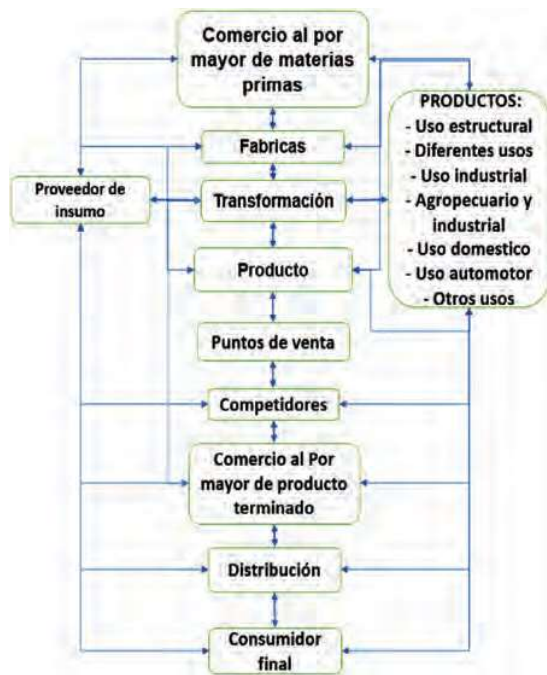 Comercio al por
mayor de materias
primas
PRODUCTOS:
- Uso estructural
- Diferentes usos
- Uso industrial
- Agropecuario y
industrial
- Uso domestico
- Uso automotor
- Otros usos
Fabricas
Proveedor de
insumo
Transformación
Producto
Puntos de venta
Competidores
Comercio al Por
mayor de producto
terminado
Distribución
Consumidor
final